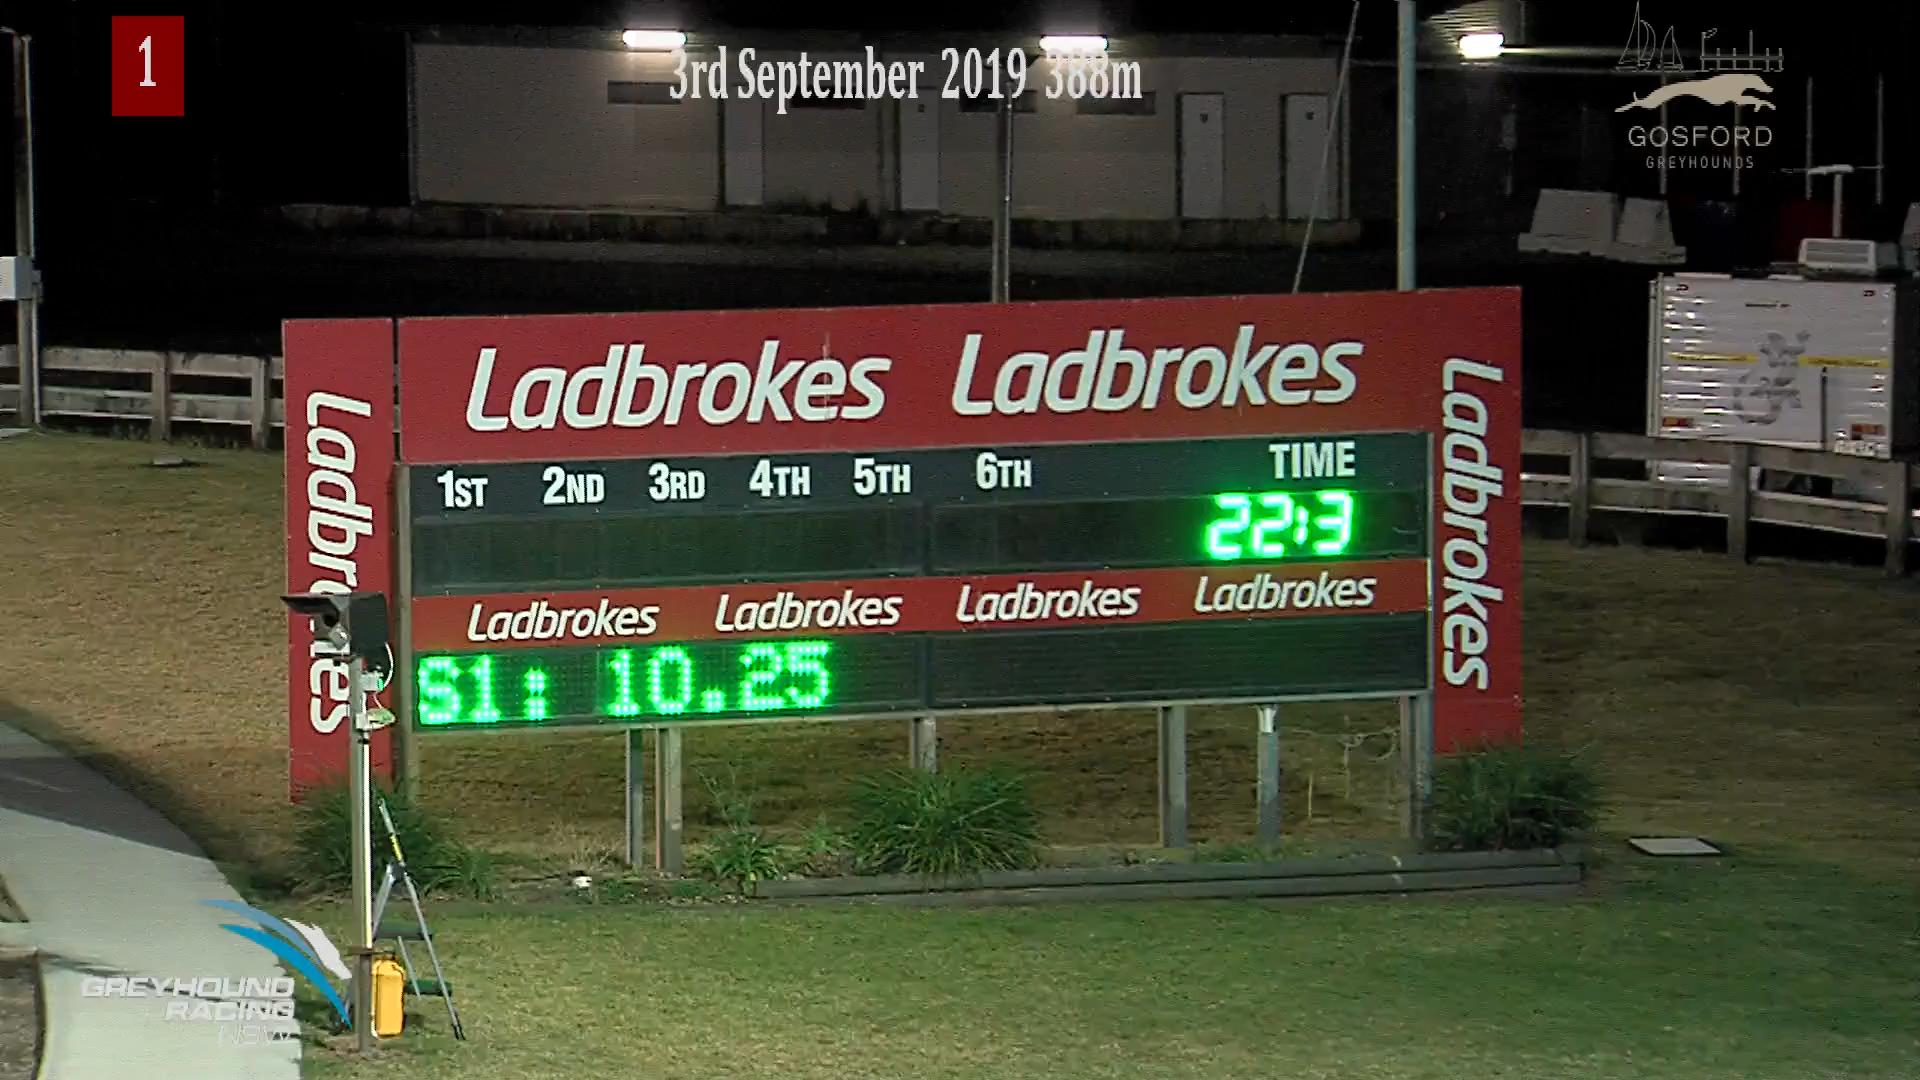 1
3rd September 2019 388m
GOSFORD
GREYHOUNDS
Ladbrokes Ladbrokes
Ladbrokes
Ladbrokes
1ST 2ND 3RD 4TH 5TH 6TH TIME
22:3
Ladbrokes Ladbrokes Ladbrokes Ladbrokes
S1: 10.25
GREYHOUND
RACING
NSW